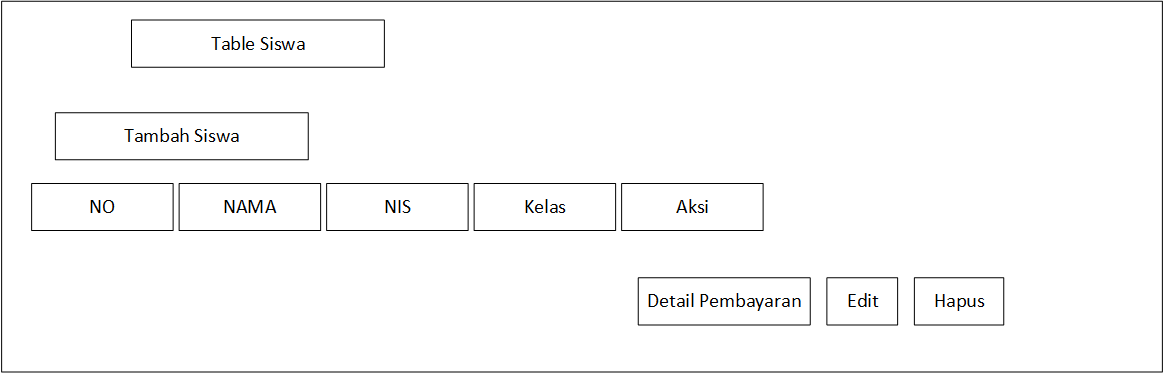 Table Siswa
Tambah Siswa
NO NAMA NIS Kelas Aksi
Detail Pembayaran Edit Hapus